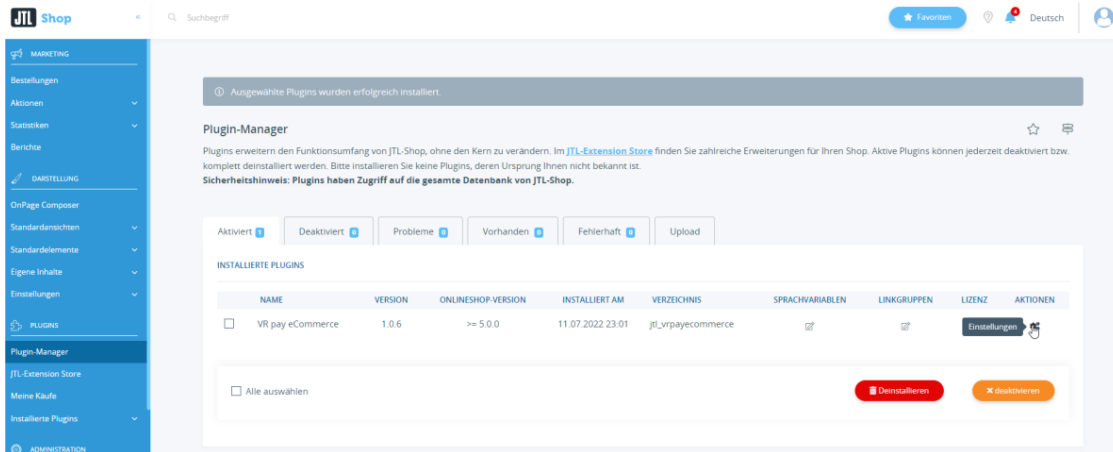 JTL Shop
«
Suchbegriff
Favoriten
4
Deutsch
MARKETING
Bestellungen
Aktionen
Statistiken
Berichte
DARSTELLUNG
OnPage Composer
Standardansichten
Standardelemente
Eigene Inhalte
Einstellungen
PLUGINS
Plugin-Manager
JTL-Extension Store
Meine Käufe
Installierte Plugins
ADMINISTRATION
Ausgewählte Plugins wurden erfolgreich installiert.
Plugin-Manager
Plugins erweitern den Funktionsumfang von JTL-Shop, ohne den Kern zu verändern. Im JTL-Extension Store finden Sie zahlreiche Erweiterungen für Ihren Shop. Aktive Plugins können jederzeit deaktiviert bzw.
komplett deinstalliert werden. Bitte installieren Sie keine Plugins, deren Ursprung Ihnen nicht bekannt ist.
Sicherheitshinweis: Plugins haben Zugriff auf die gesamte Datenbank von JTL-Shop.
Aktiviert 1 Deaktiviert 0 Probleme 0 Vorhanden 0 Fehlerhaft 0 Upload
INSTALLIERTE PLUGINS
NAME VERSION ONLINESHOP-VERSION INSTALLIERT AM VERZEICHNIS SPRACHVARIABLEN LINKGRUPPEN LIZENZ AKTIONEN
VR pay eCommerce 1.0.6 >= 5.0.0 11.07.2022 23:01 jtl_vrpayecommerce Einstellungen
Alle auswählen Deinstallieren deaktivieren